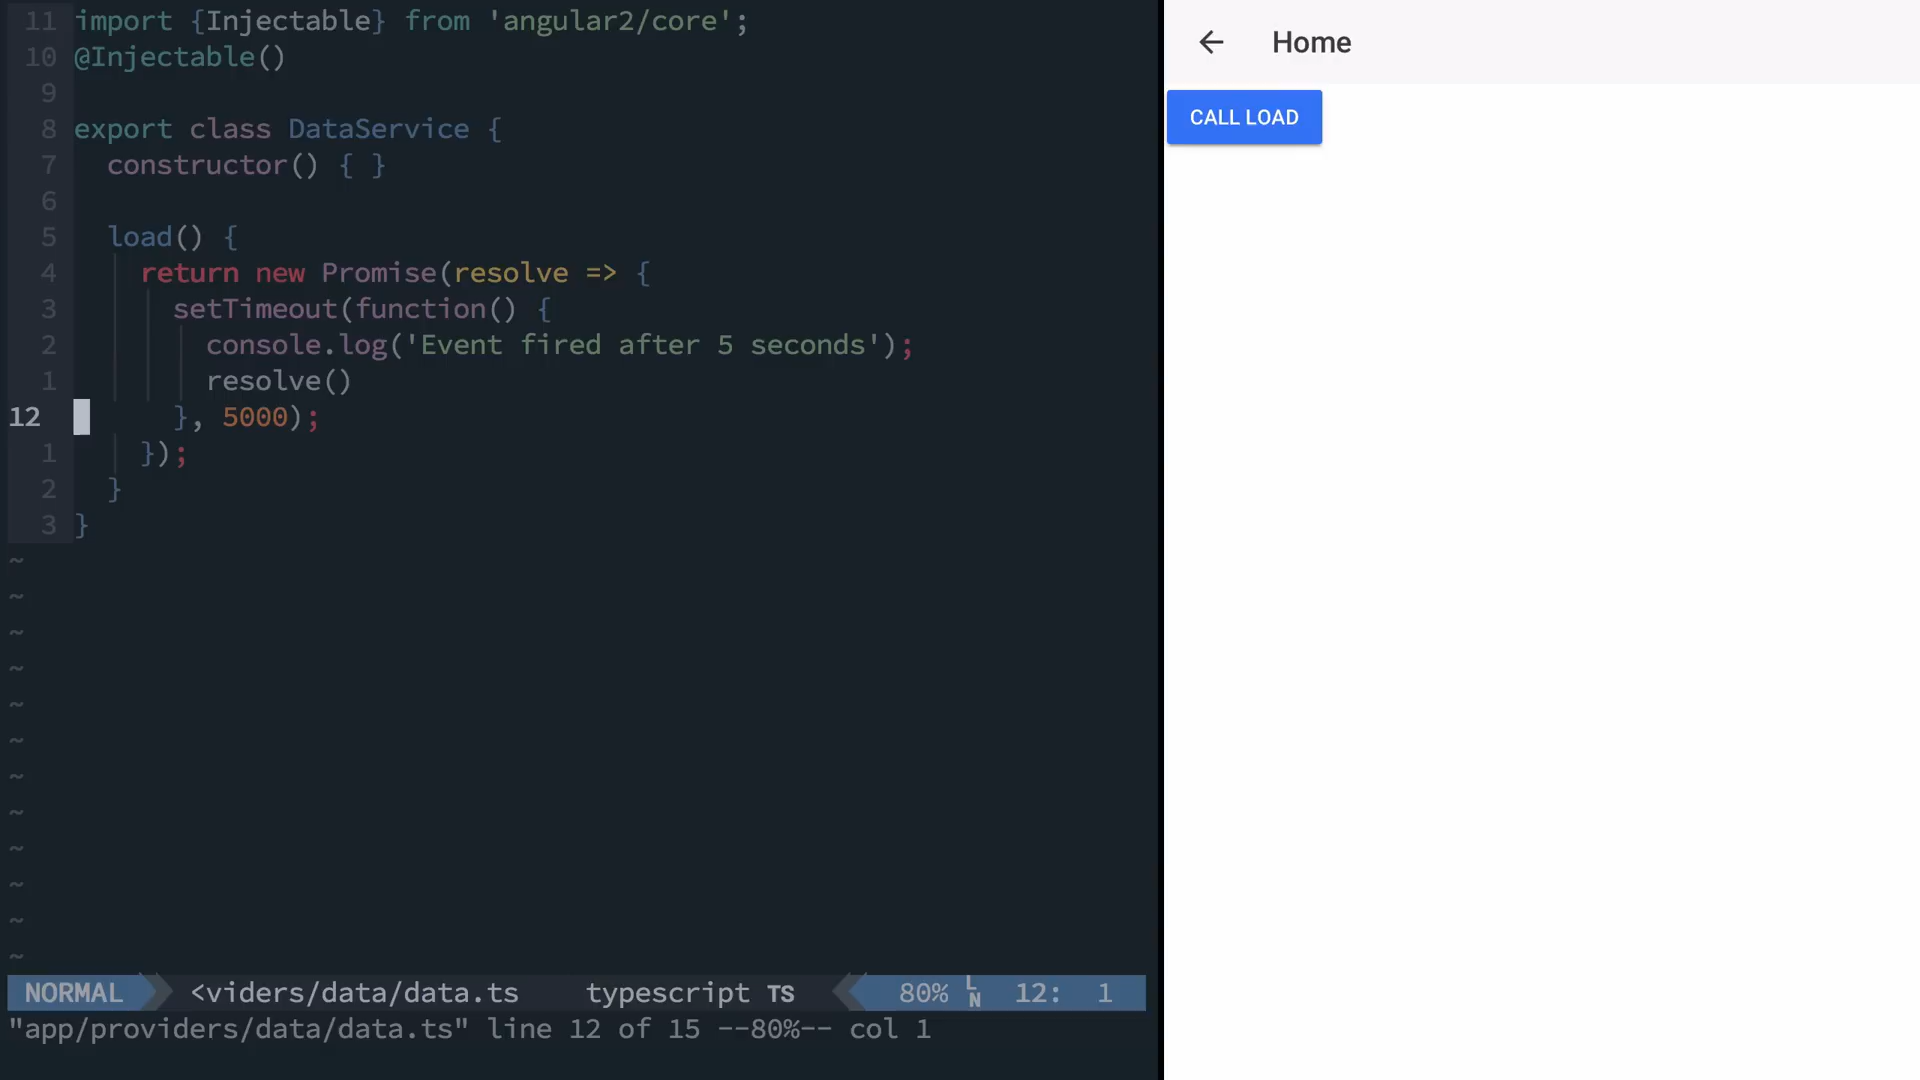 11 import {Injectable} from 'angular2/core';
10 @Injectable()
9
8 export class DataService {
7   constructor() { }
6
5   load() {
4     return new Promise(resolve => {
3       setTimeout(function() {
2         console.log('Event fired after 5 seconds');
1         resolve()
12       }, 5000);
1     });
2   }
3 }
~
~
~
~
~
~
~
~
~
~
~
~
NORMAL <viders/data/data.ts typescript TS 80% LN 12: 1
"app/providers/data/data.ts" line 12 of 15 --80%-- col 1
← Home
CALL LOAD